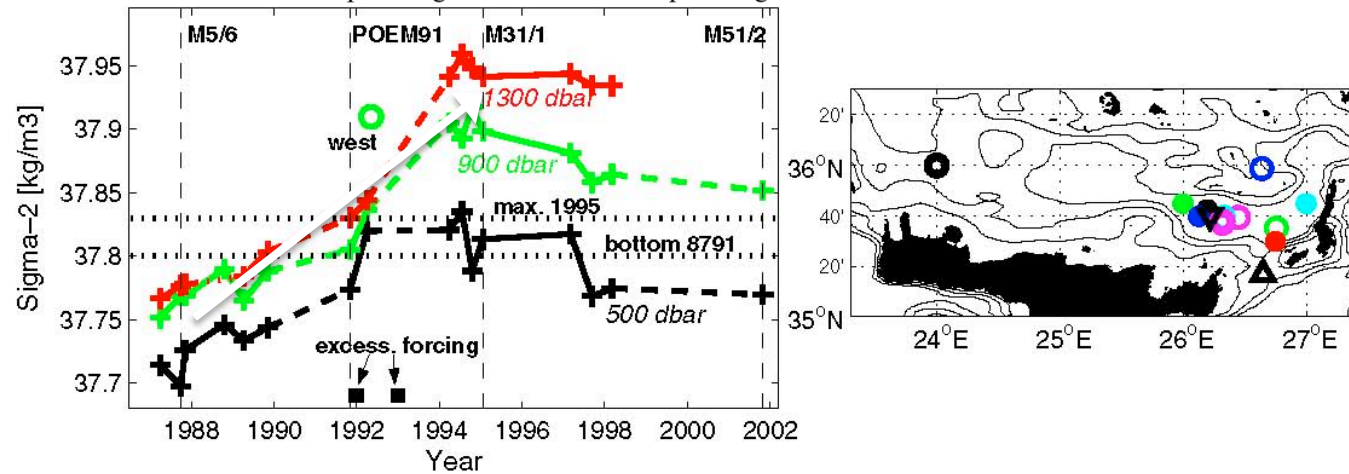 M5/6
POEM91
M31/1
M51/2
37.95
37.9
37.85
37.8
37.75
37.7
Sigma−2 [kg/m3]
1300 dbar
west
900 dbar
max. 1995
bottom 8791
500 dbar
excess. forcing
1988 1990 1992 1994 1996 1998 2000 2002
Year
20'
36°N
40'
20'
35°N
24°E 25°E 26°E 27°E